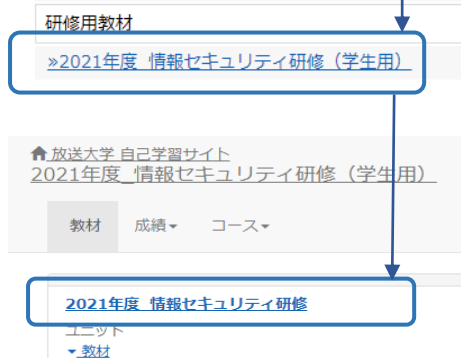 研修用教材
»2021年度_情報セキュリティ研修（学生用）
放送大学 自己学習サイト
2021年度_情報セキュリティ研修（学生用）
教材 成績 コース
2021年度_情報セキュリティ研修
ユニット
教材